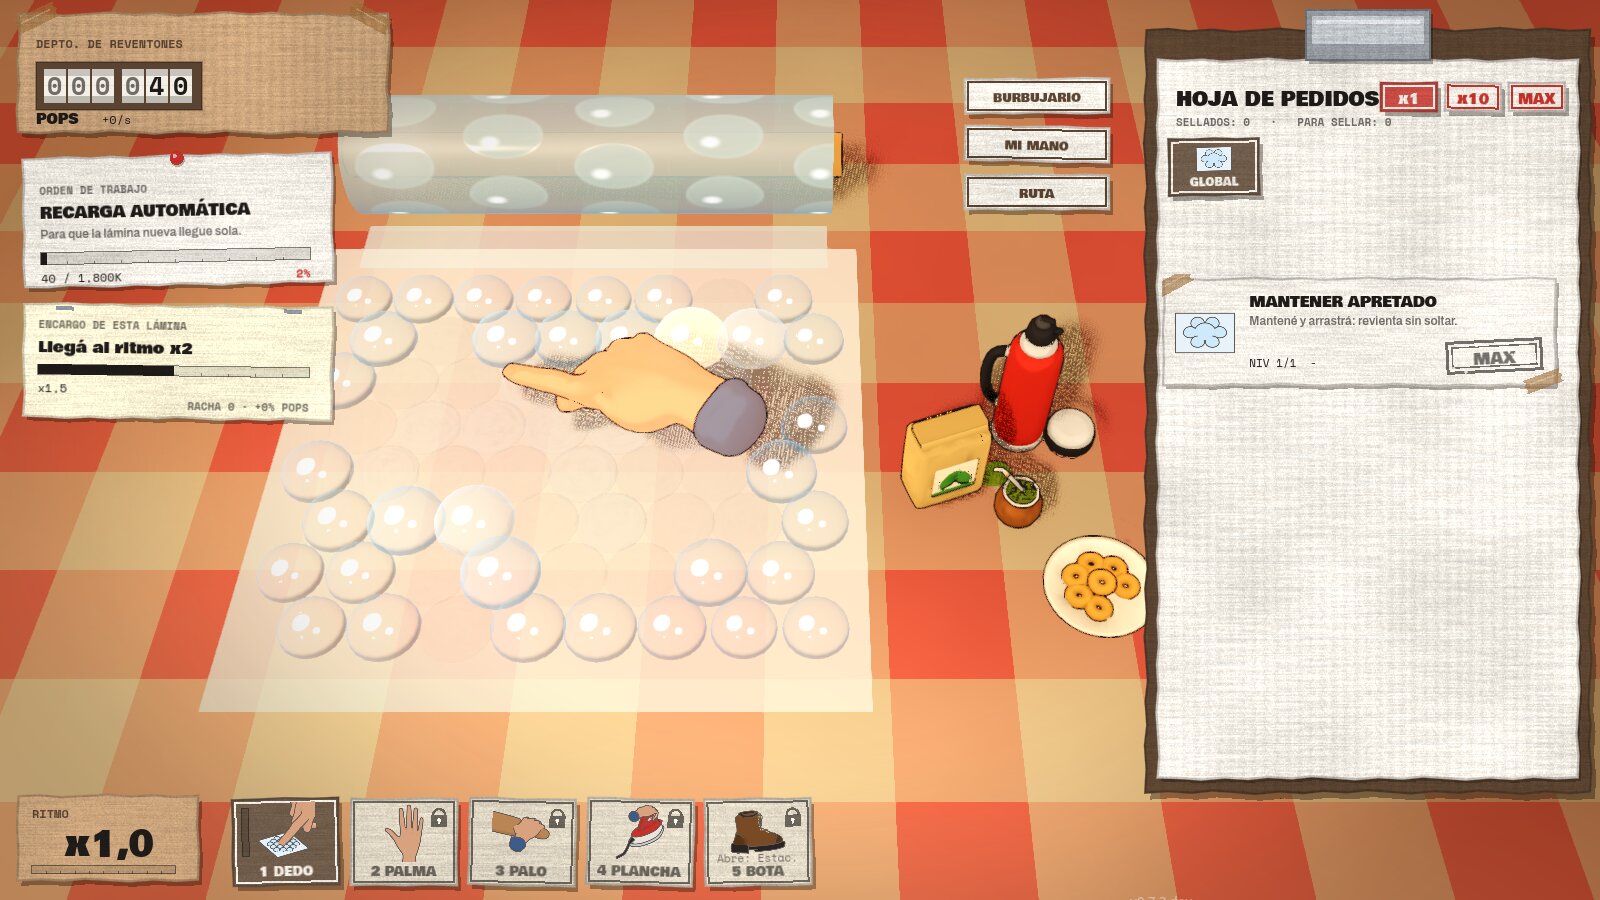 DEPTO. DE REVENTONES
000 040
POPS +0/s
ORDEN DE TRABAJO
RECARGA AUTOMÁTICA
Para que la lámina nueva llegue sola.
40 / 1,800K 2%
ENCARGO DE ESTA LÁMINA
Llegá al ritmo x2
x1,5
RACHA 0 · +0% POPS
BURBUJARIO
MI MANO
RUTA
HOJA DE PEDIDOS x1 x10 MAX
SELLADOS: 0 · PARA SELLAR: 0
GLOBAL
MANTENER APRETADO
Mantené y arrastrá: revienta sin soltar.
NIV 1/1 -
MAX
RITMO
x1,0
1 DEDO
2 PALMA
3 PALO
4 PLANCHA
Abre: Estac.
5 BOTA